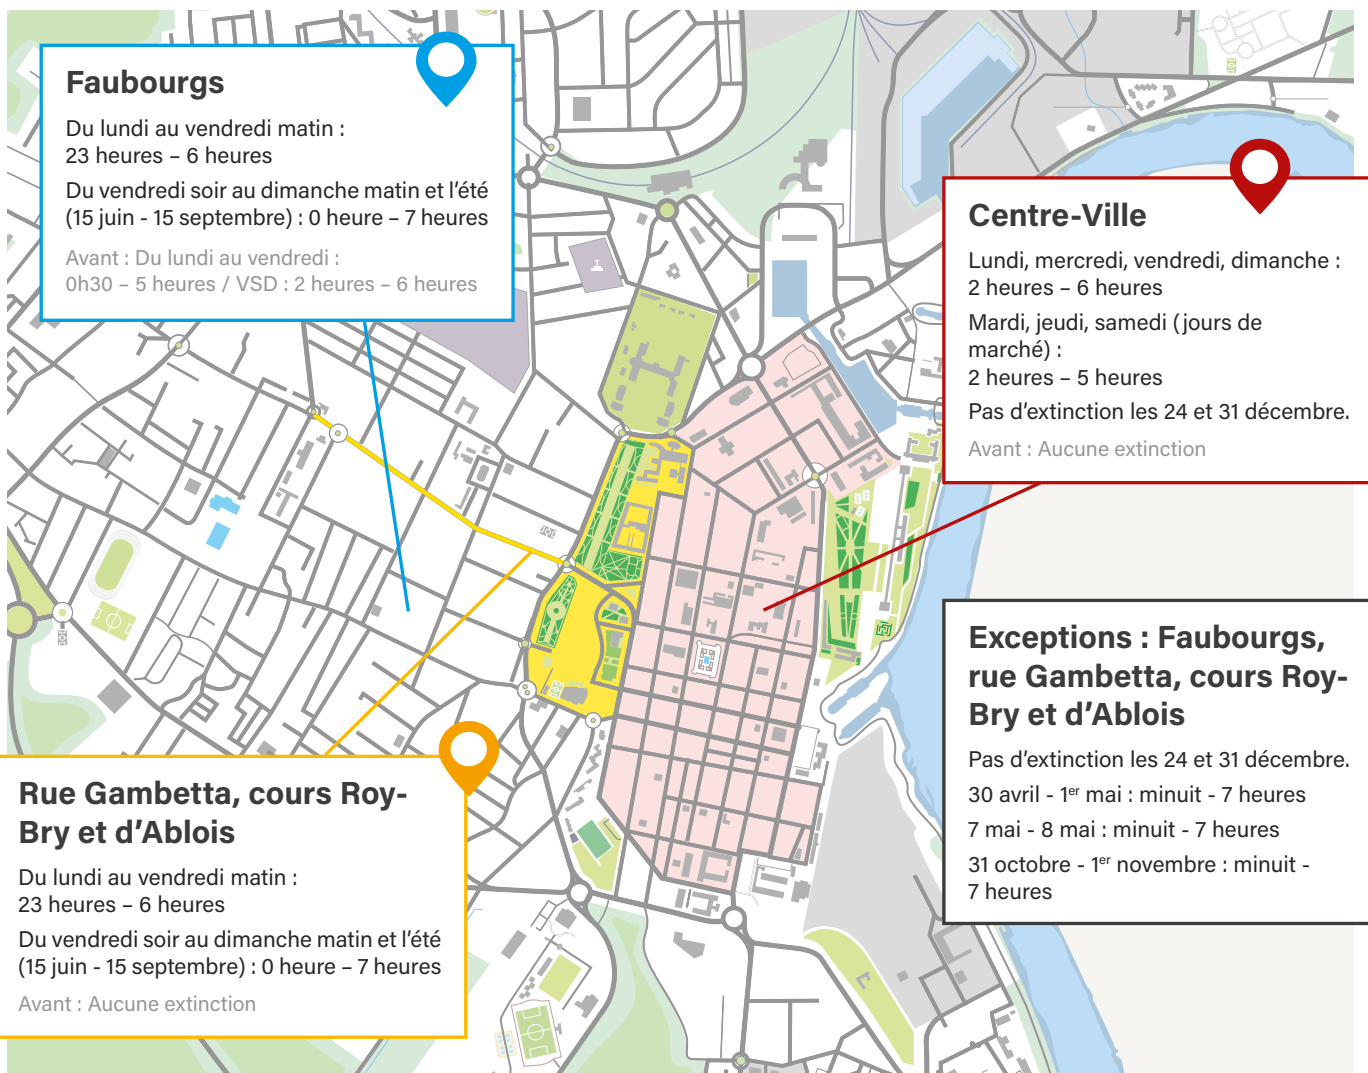 Faubourgs
Du lundi au vendredi matin :
23 heures – 6 heures
Du vendredi soir au dimanche matin et l'été
(15 juin - 15 septembre) : 0 heure – 7 heures
Avant : Du lundi au vendredi :
0h30 – 5 heures / VSD : 2 heures – 6 heures
Centre-Ville
Lundi, mercredi, vendredi, dimanche :
2 heures – 6 heures
Mardi, jeudi, samedi (jours de
marché) :
2 heures – 5 heures
Pas d'extinction les 24 et 31 décembre.
Avant : Aucune extinction
Exceptions : Faubourgs,
rue Gambetta, cours Roy-
Bry et d'Ablois
Pas d'extinction les 24 et 31 décembre.
30 avril - 1er mai : minuit - 7 heures
7 mai - 8 mai : minuit - 7 heures
31 octobre - 1er novembre : minuit -
7 heures
Rue Gambetta, cours Roy-
Bry et d'Ablois
Du lundi au vendredi matin :
23 heures – 6 heures
Du vendredi soir au dimanche matin et l'été
(15 juin - 15 septembre) : 0 heure – 7 heures
Avant : Aucune extinction